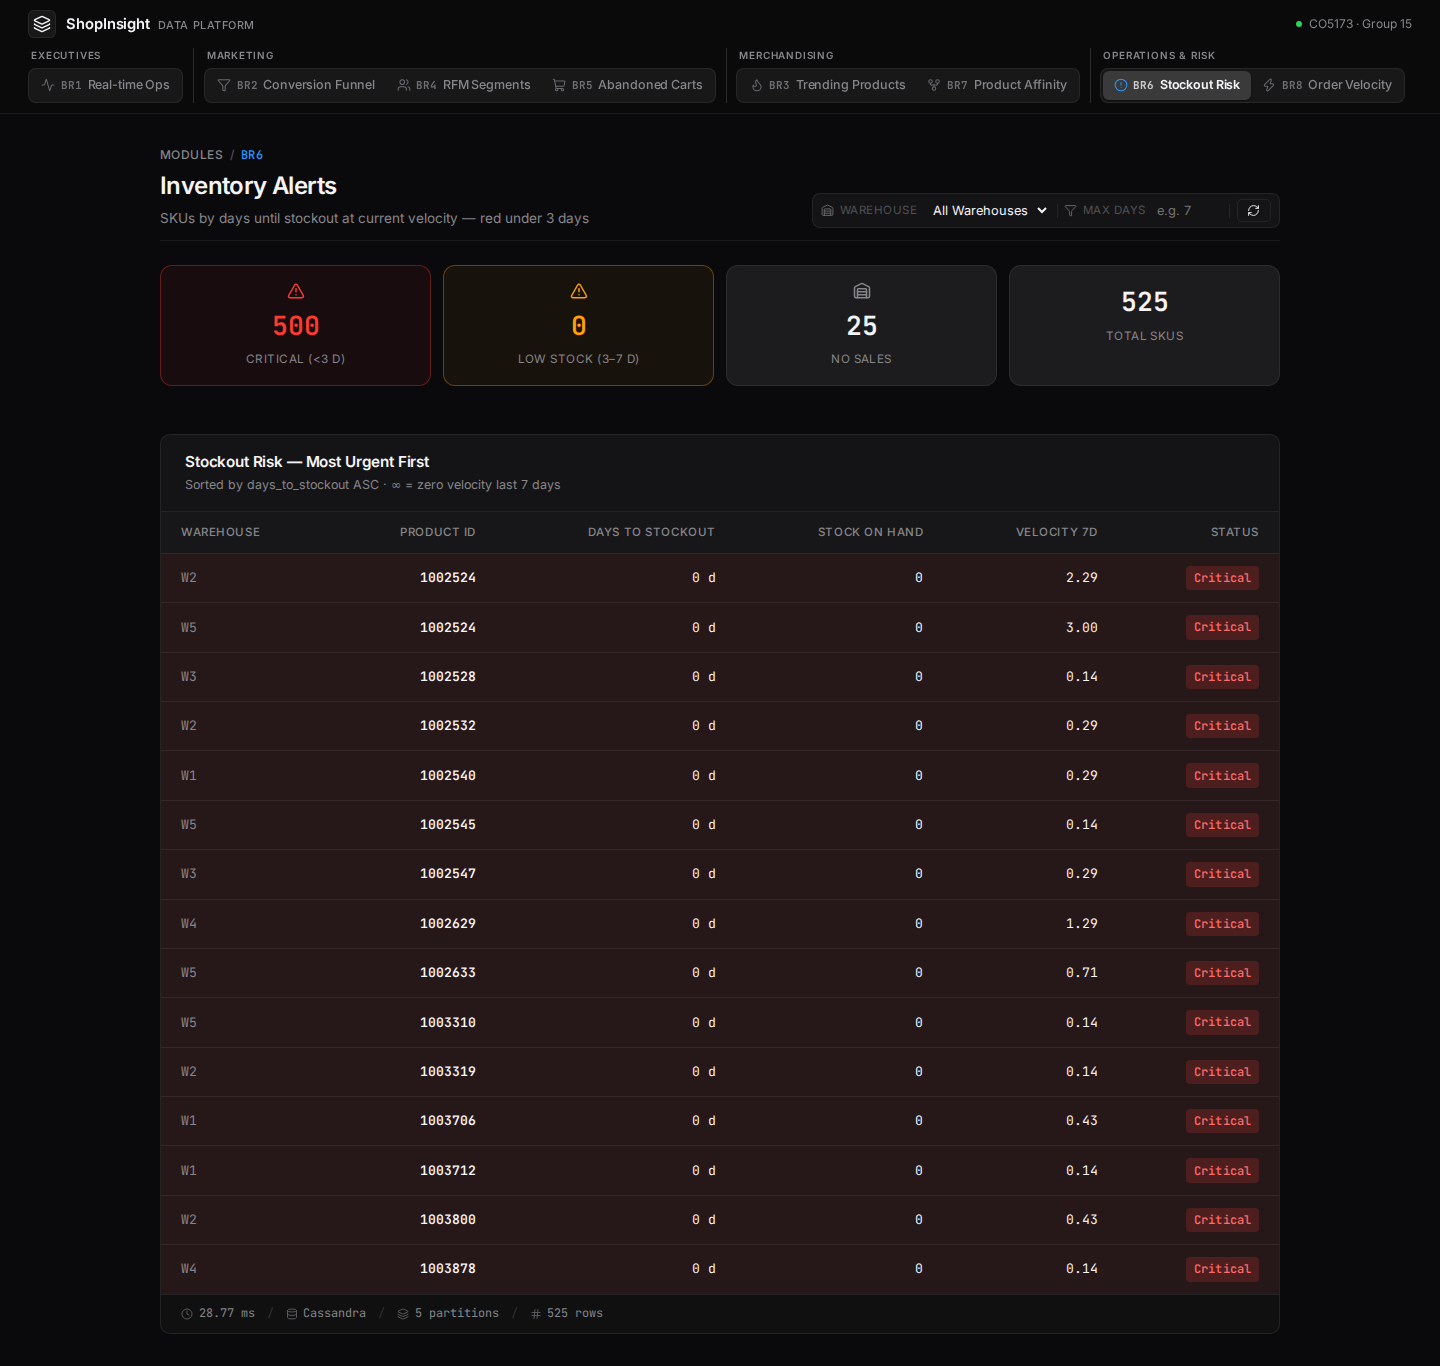 ShopInsight DATA PLATFORM
CO5173 · Group 15
EXECUTIVES
MARKETING
MERCHANDISING
OPERATIONS & RISK
BR1 Real-time Ops
BR2 Conversion Funnel
BR4 RFM Segments
BR5 Abandoned Carts
BR3 Trending Products
BR7 Product Affinity
BR6 Stockout Risk
BR8 Order Velocity
MODULES / BR6
Inventory Alerts
SKUs by days until stockout at current velocity — red under 3 days
WAREHOUSE All Warehouses MAX DAYS e.g. 7
500
CRITICAL (<3 D)
0
LOW STOCK (3–7 D)
25
NO SALES
525
TOTAL SKUS
Stockout Risk — Most Urgent First
Sorted by days_to_stockout ASC · ∞ = zero velocity last 7 days
WAREHOUSE PRODUCT ID DAYS TO STOCKOUT STOCK ON HAND VELOCITY 7D STATUS
W2 1002524 0 d 0 2.29 Critical
W5 1002524 0 d 0 3.00 Critical
W3 1002528 0 d 0 0.14 Critical
W2 1002532 0 d 0 0.29 Critical
W1 1002540 0 d 0 0.29 Critical
W5 1002545 0 d 0 0.14 Critical
W3 1002547 0 d 0 0.29 Critical
W4 1002629 0 d 0 1.29 Critical
W5 1002633 0 d 0 0.71 Critical
W5 1003310 0 d 0 0.14 Critical
W2 1003319 0 d 0 0.14 Critical
W1 1003706 0 d 0 0.43 Critical
W1 1003712 0 d 0 0.14 Critical
W2 1003800 0 d 0 0.43 Critical
W4 1003878 0 d 0 0.14 Critical
28.77 ms / Cassandra / 5 partitions / 525 rows